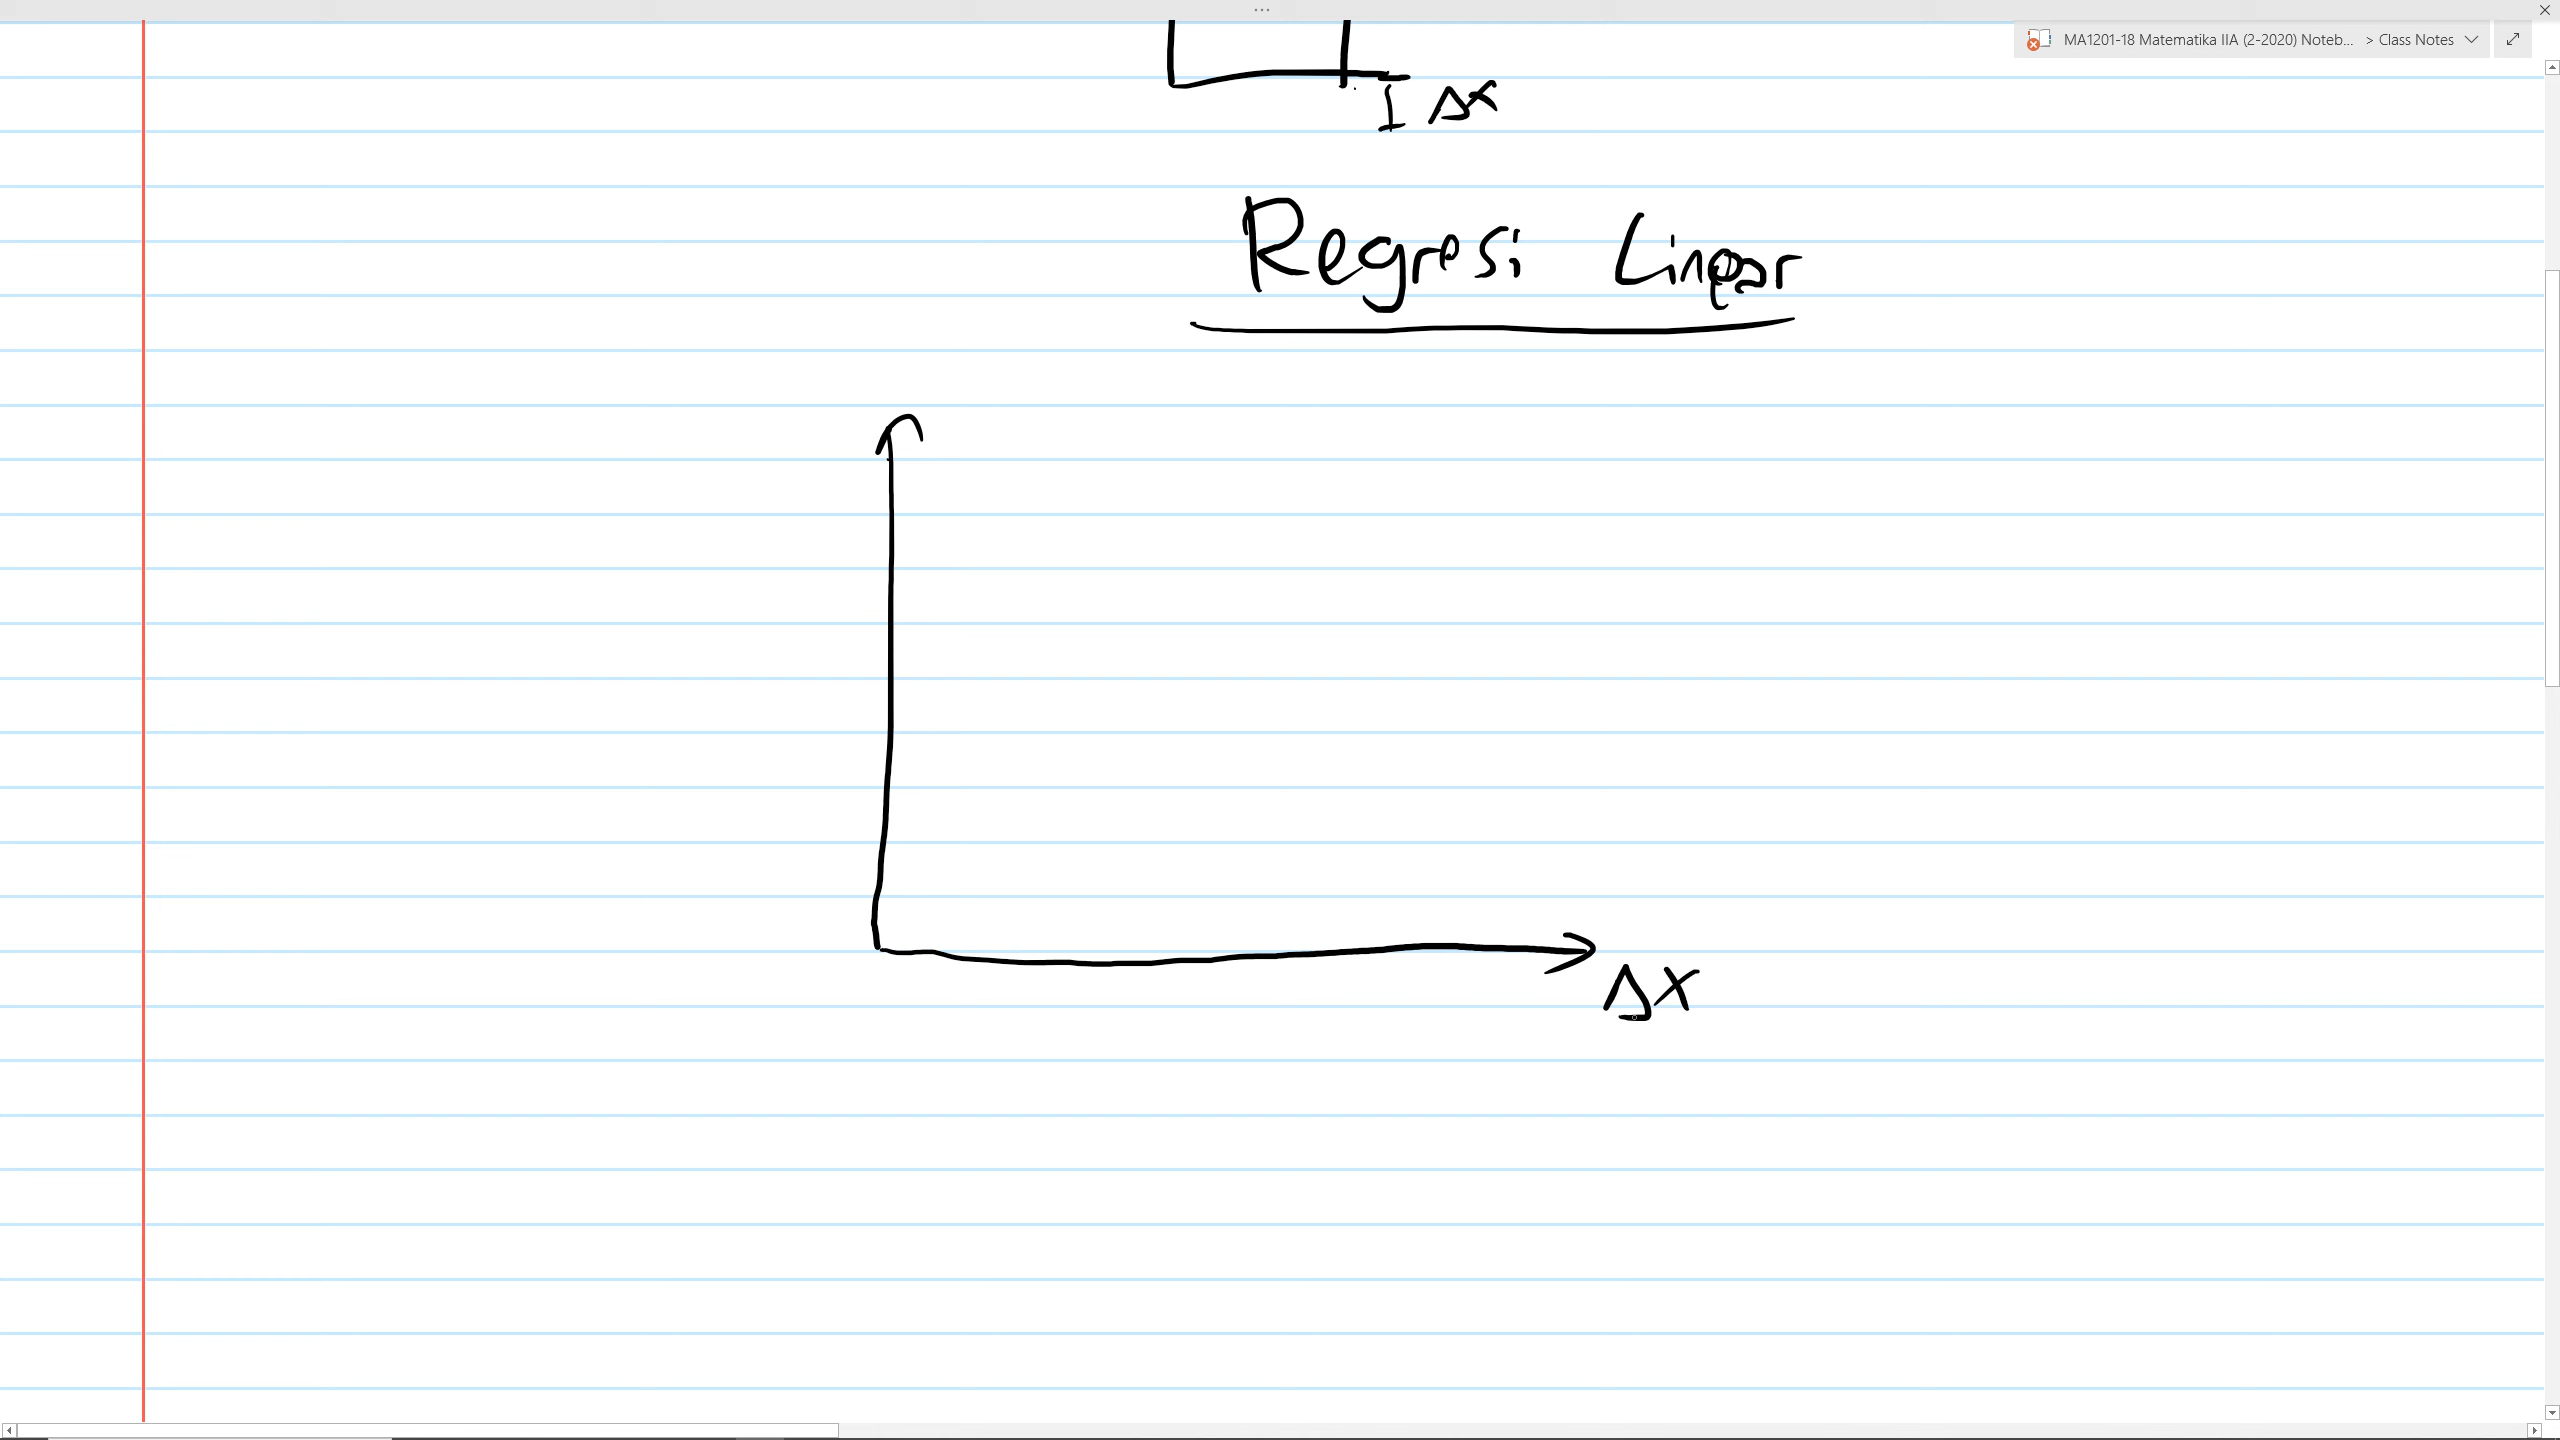 MA1201-18 Matematika IIA (2-2020) Noteb... > Class Notes
Δx
Regresi Linear
Δx